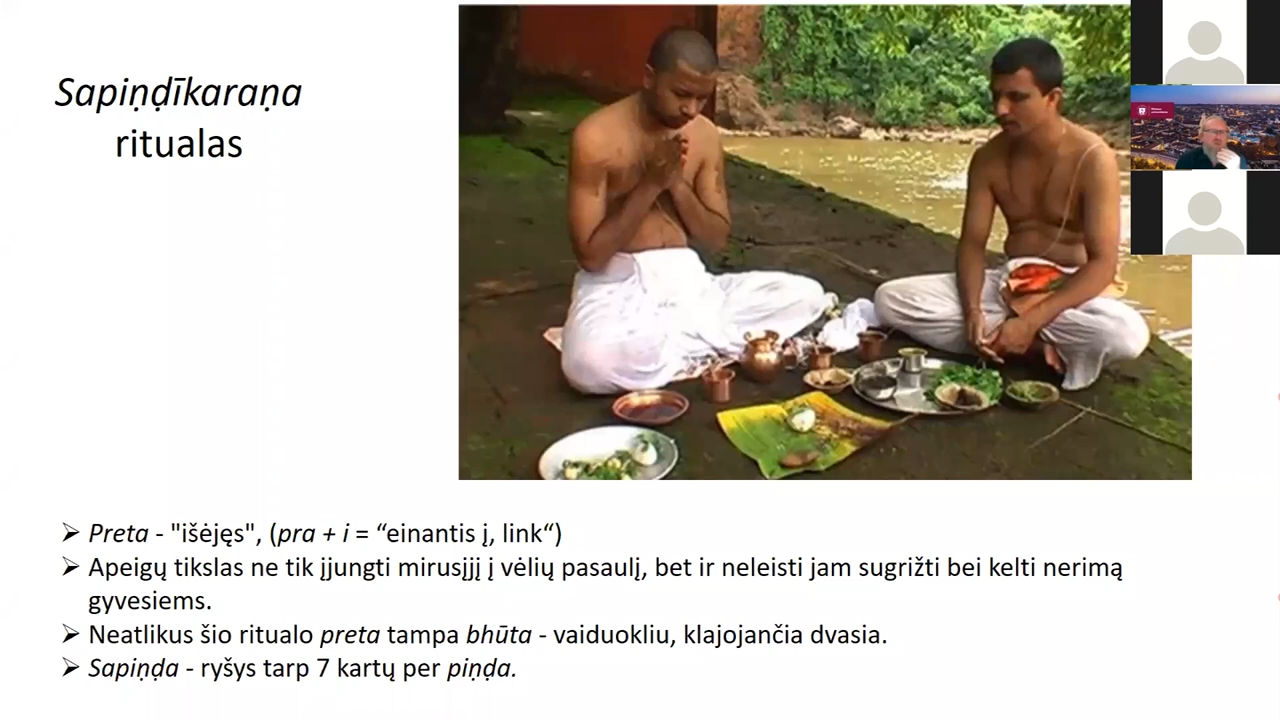 Sapiṇḍīkaraṇa
ritualas
➢ Preta - "išėjęs", (pra + i = “einantis į, link“)
➢ Apeigų tikslas ne tik įjungti mirusįjį į vėlių pasaulį, bet ir neleisti jam sugrižti bei kelti nerimą
gyvesiems.
➢ Neatlikus šio ritualo preta tampa bhūta - vaiduokliu, klajojančia dvasia.
➢ Sapiṇḍa - ryšys tarp 7 kartų per piṇḍa.